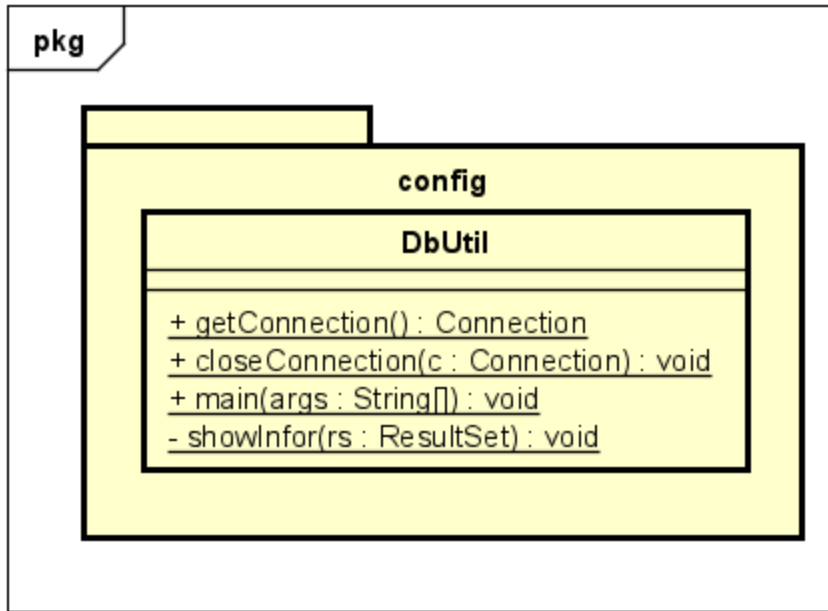 pkg
config
DbUtil
+ getConnection() : Connection
+ closeConnection(c : Connection) : void
+ main(args : String[]) : void
- showInfor(rs : ResultSet) : void